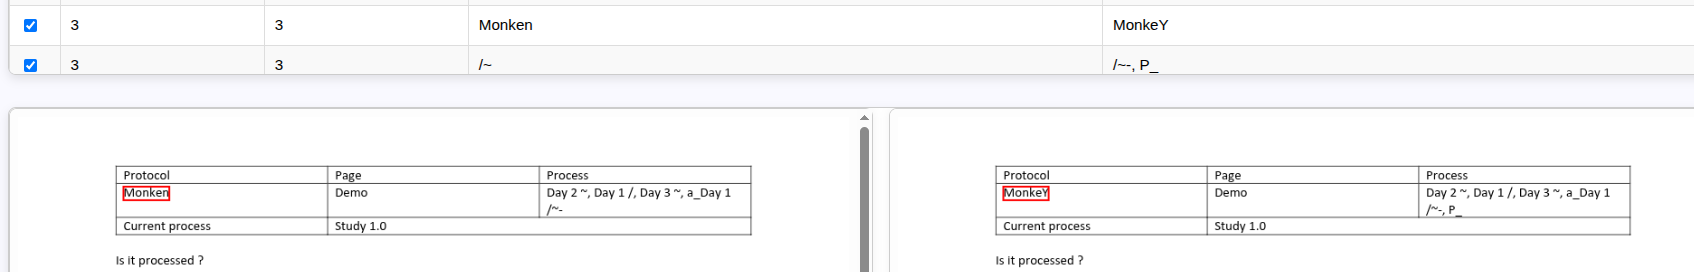 3 3 Monken MonkeY
3 3 /~ /~-, P_
Protocol Page Process
Monken Demo Day 2 ~, Day 1 /, Day 3 ~, a_Day 1
/~-
Current process Study 1.0
Is it processed ?
Protocol Page Process
MonkeY Demo Day 2 ~, Day 1 /, Day 3 ~, a_Day 1
/~-, P_
Current process Study 1.0
Is it processed ?